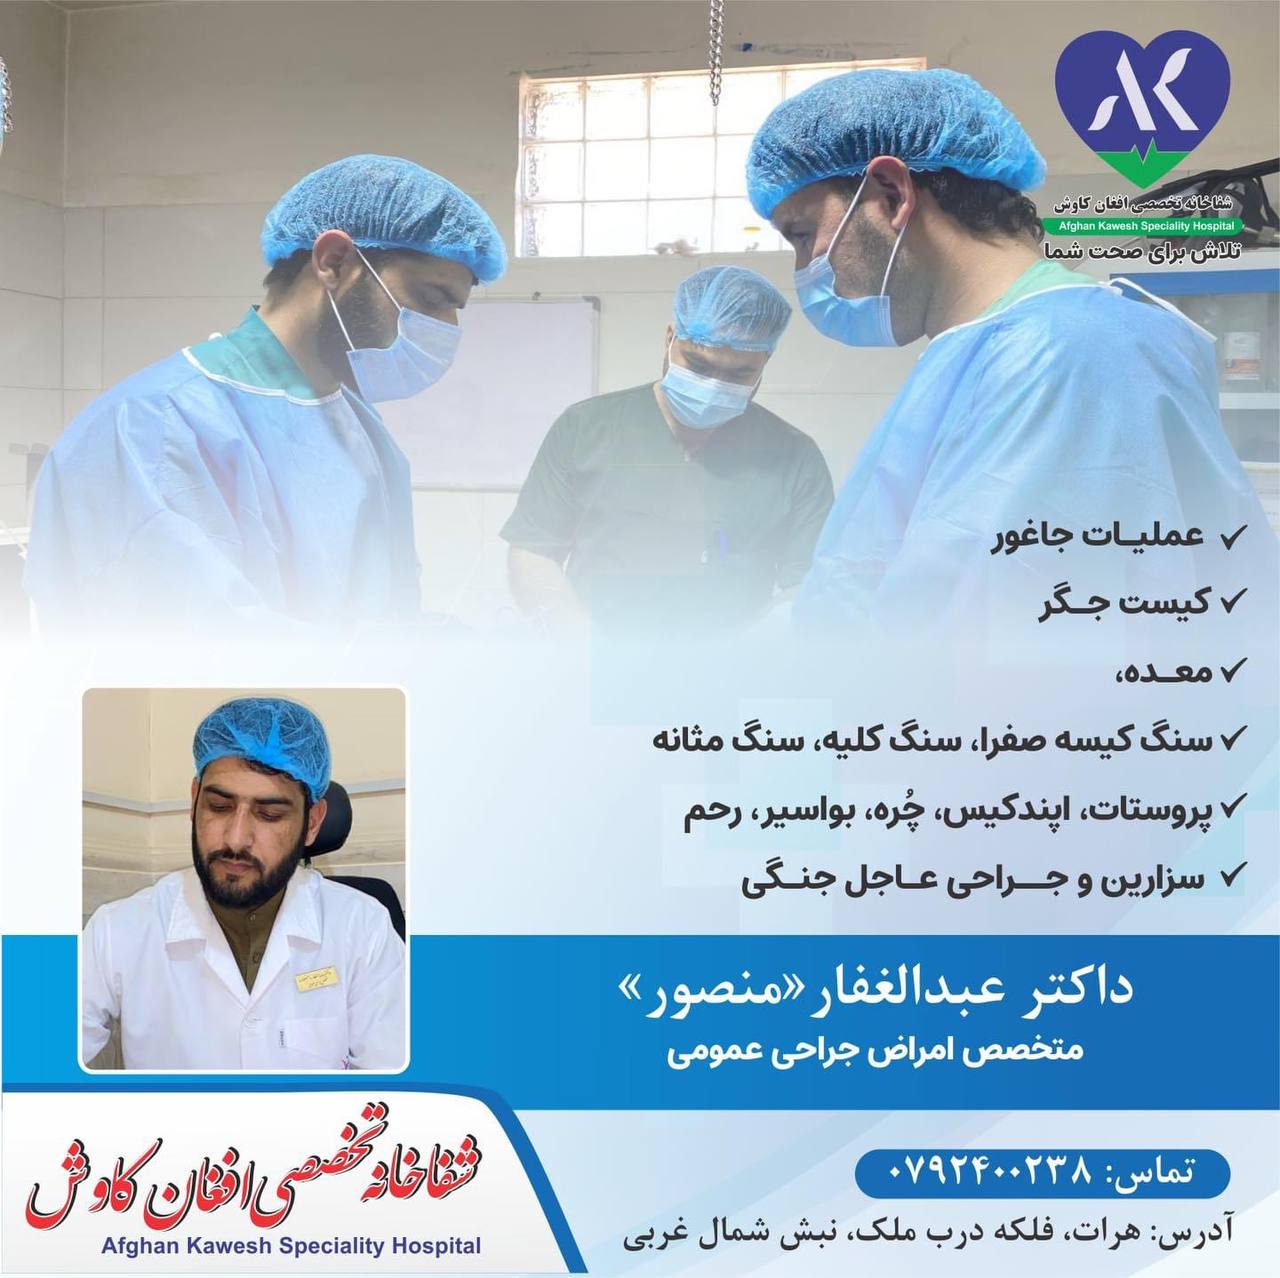 AK
شفاخانه تخصصی افغان کاوش
Afghan Kawesh Speciality Hospital
تلاش برای صحت شما
✓ عملیات جاغور
✓ کیست جگر
✓ معده،
✓ سنگ کیسه صفرا، سنگ کلیه، سنگ مثانه
✓ پروستات، اپندکیس، چُره، بواسیر، رحم
✓ سزارین و جراحی عاجل جنگی
داکتر عبدالغفار «منصور»
متخصص امراض جراحی عمومی
شفاخانه تخصصی افغان کاوش
Afghan Kawesh Speciality Hospital
تماس: ۰۷۹۲۴۰۰۲۳۸
آدرس: هرات، فلکه درب ملک، نبش شمال غربی